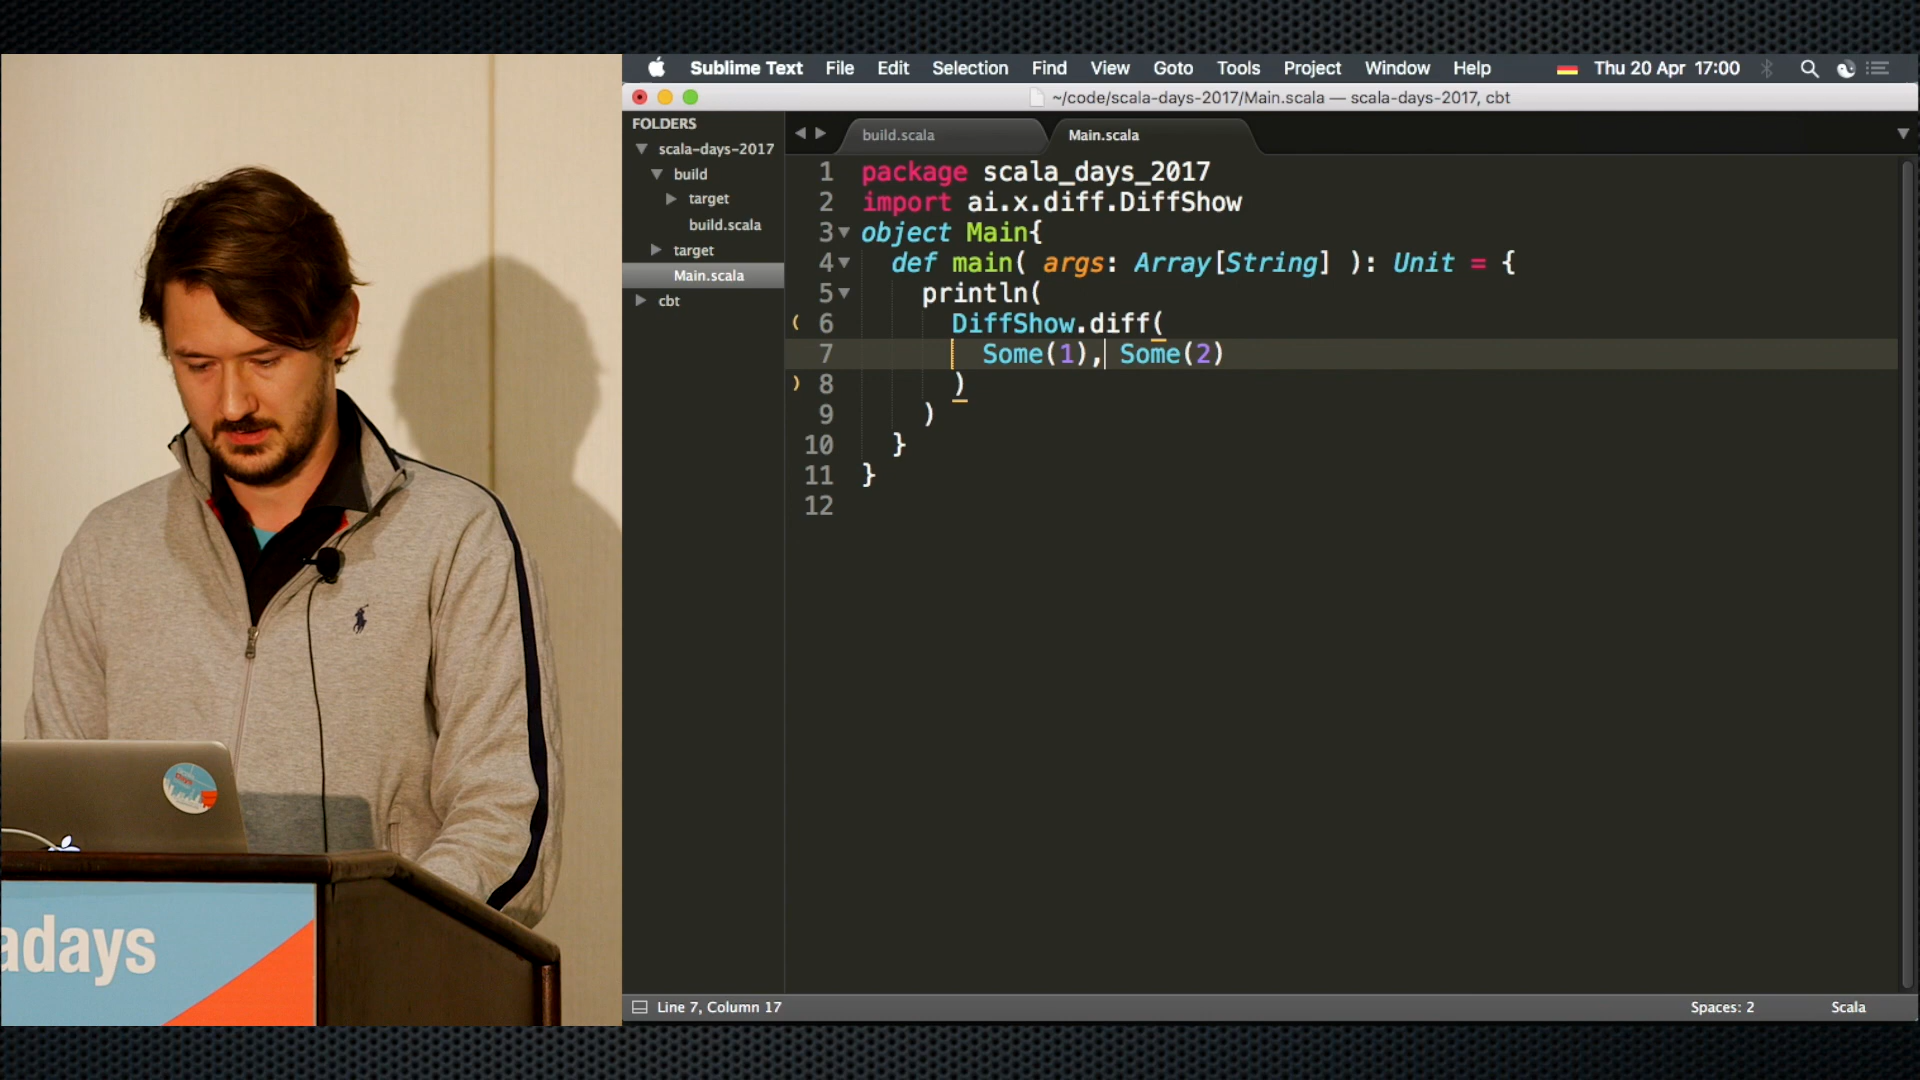 Sublime Text File Edit Selection Find View Goto Tools Project Window Help Thu 20 Apr 17:00
~/code/scala-days-2017/Main.scala — scala-days-2017, cbt
FOLDERS
scala-days-2017
build
target
build.scala
target
Main.scala
cbt
build.scala Main.scala
1 package scala_days_2017
2 import ai.x.diff.DiffShow
3 object Main{
4 def main( args: Array[String] ): Unit = {
5 println(
6 DiffShow.diff(
7 Some(1), Some(2)
8 )
9 )
10 }
11 }
12
Line 7, Column 17 Spaces: 2 Scala
adays